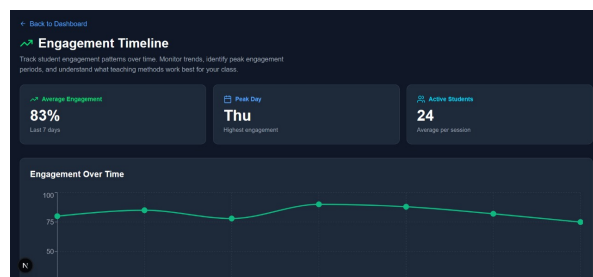 ← Back to Dashboard
Engagement Timeline
Track student engagement patterns over time. Monitor trends, identify peak engagement
periods, and understand what teaching methods work best for your class.
Average Engagement
83%
Last 7 days
Peak Day
Thu
Highest engagement
Active Students
24
Average per session
Engagement Over Time
100
75
50
N